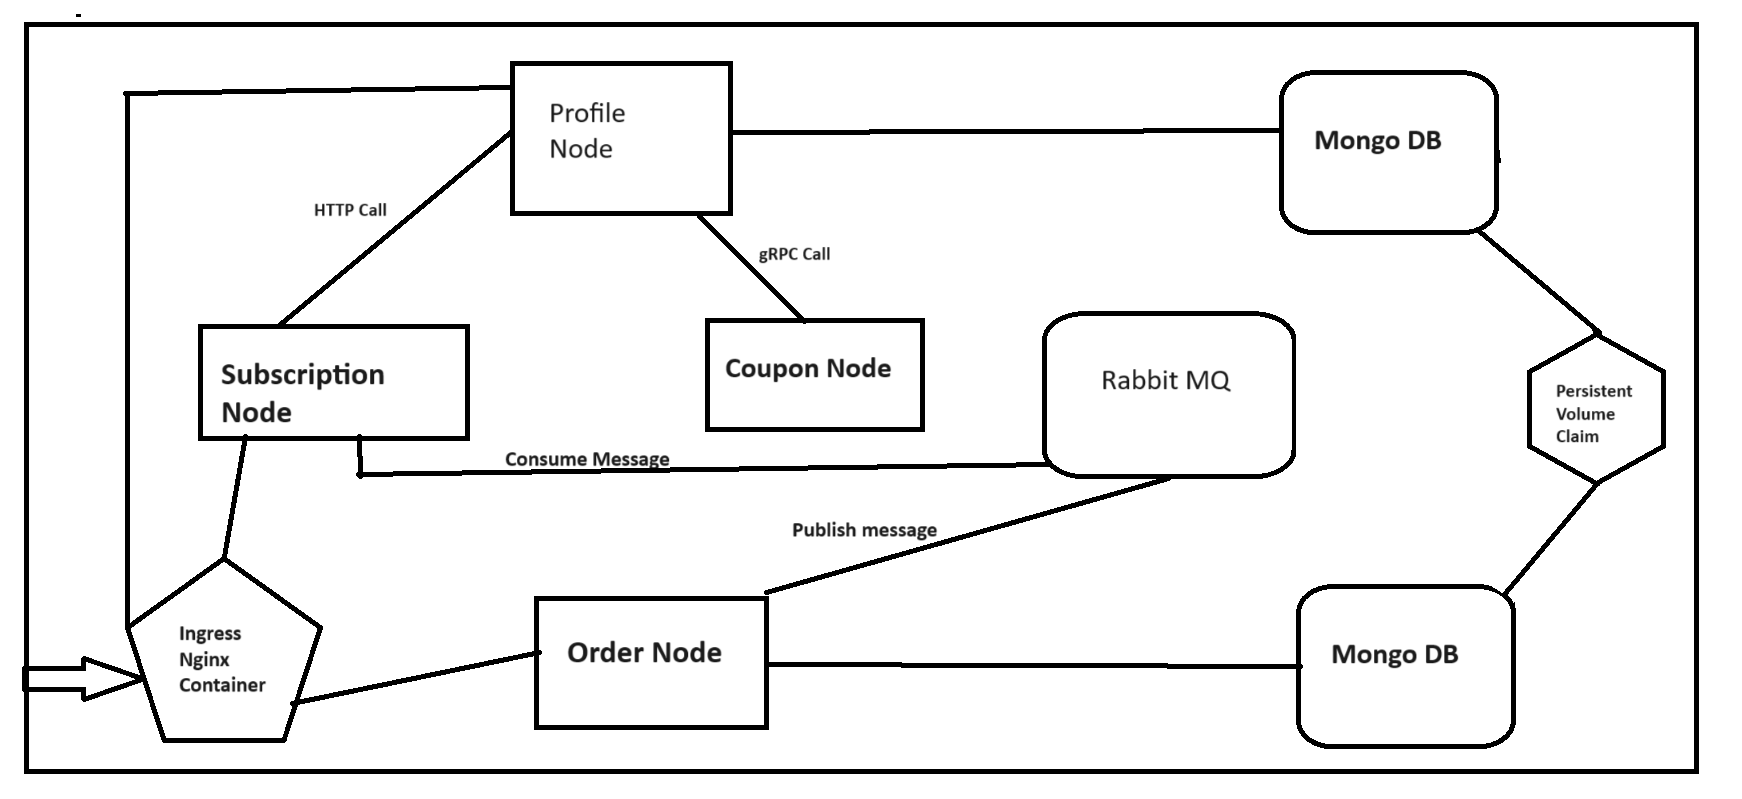 Profile
Node
Mongo DB
HTTP Call
gRPC Call
Subscription
Node
Coupon Node
Rabbit MQ
Persistent
Volume
Claim
Consume Message
Publish message
Ingress
Nginx
Container
Order Node
Mongo DB